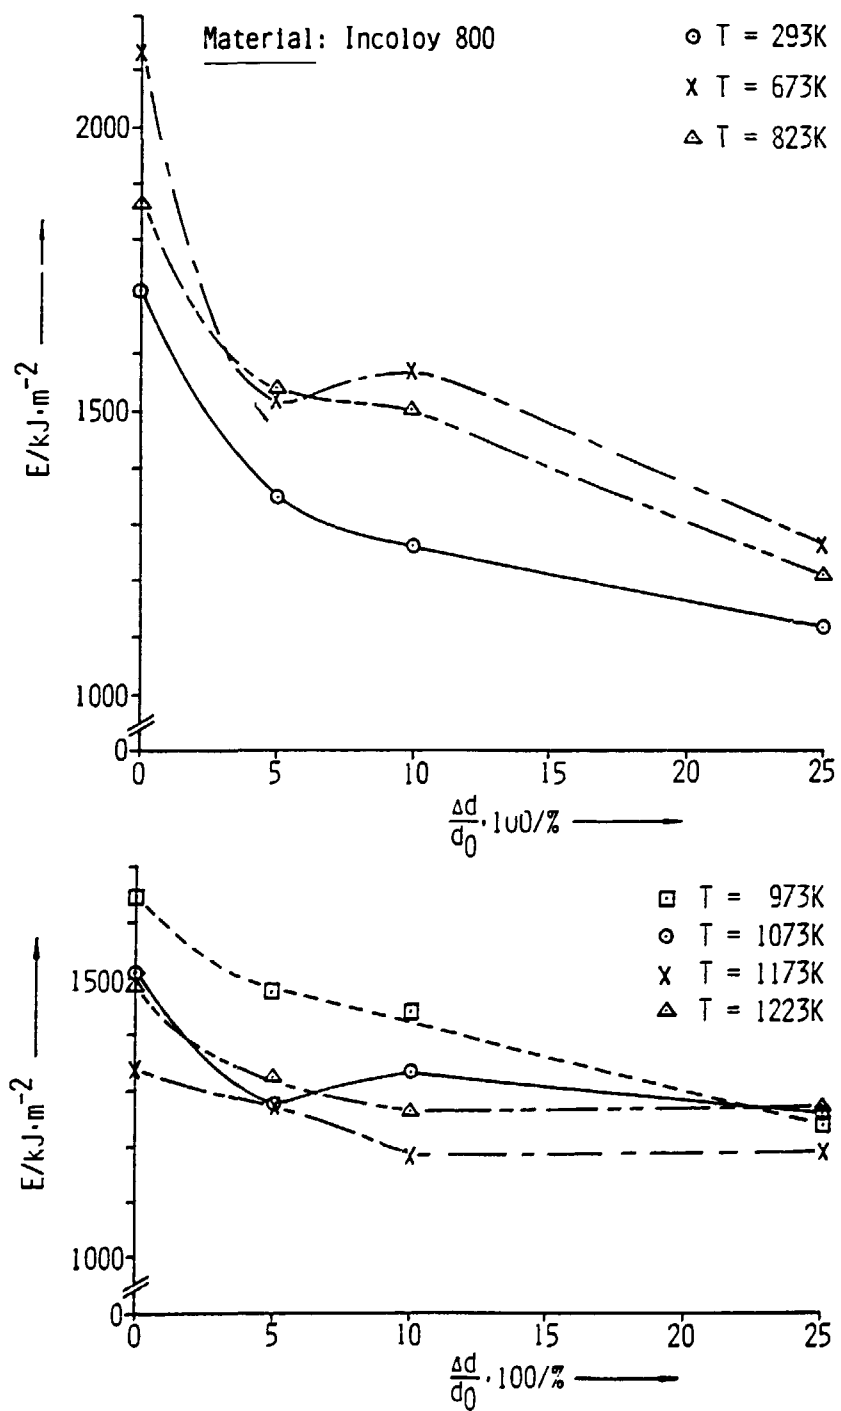 Material: Incoloy 800
T = 293K
T = 673K
T = 823K
2000
1500
1000
0
E/kJ·m⁻²
0 5 10 15 20 25
Δd/d₀ · 100/%
T = 973K
T = 1073K
T = 1173K
T = 1223K
1500
1000
0
E/kJ·m⁻²
0 5 10 15 20 25
Δd/d₀ · 100/%